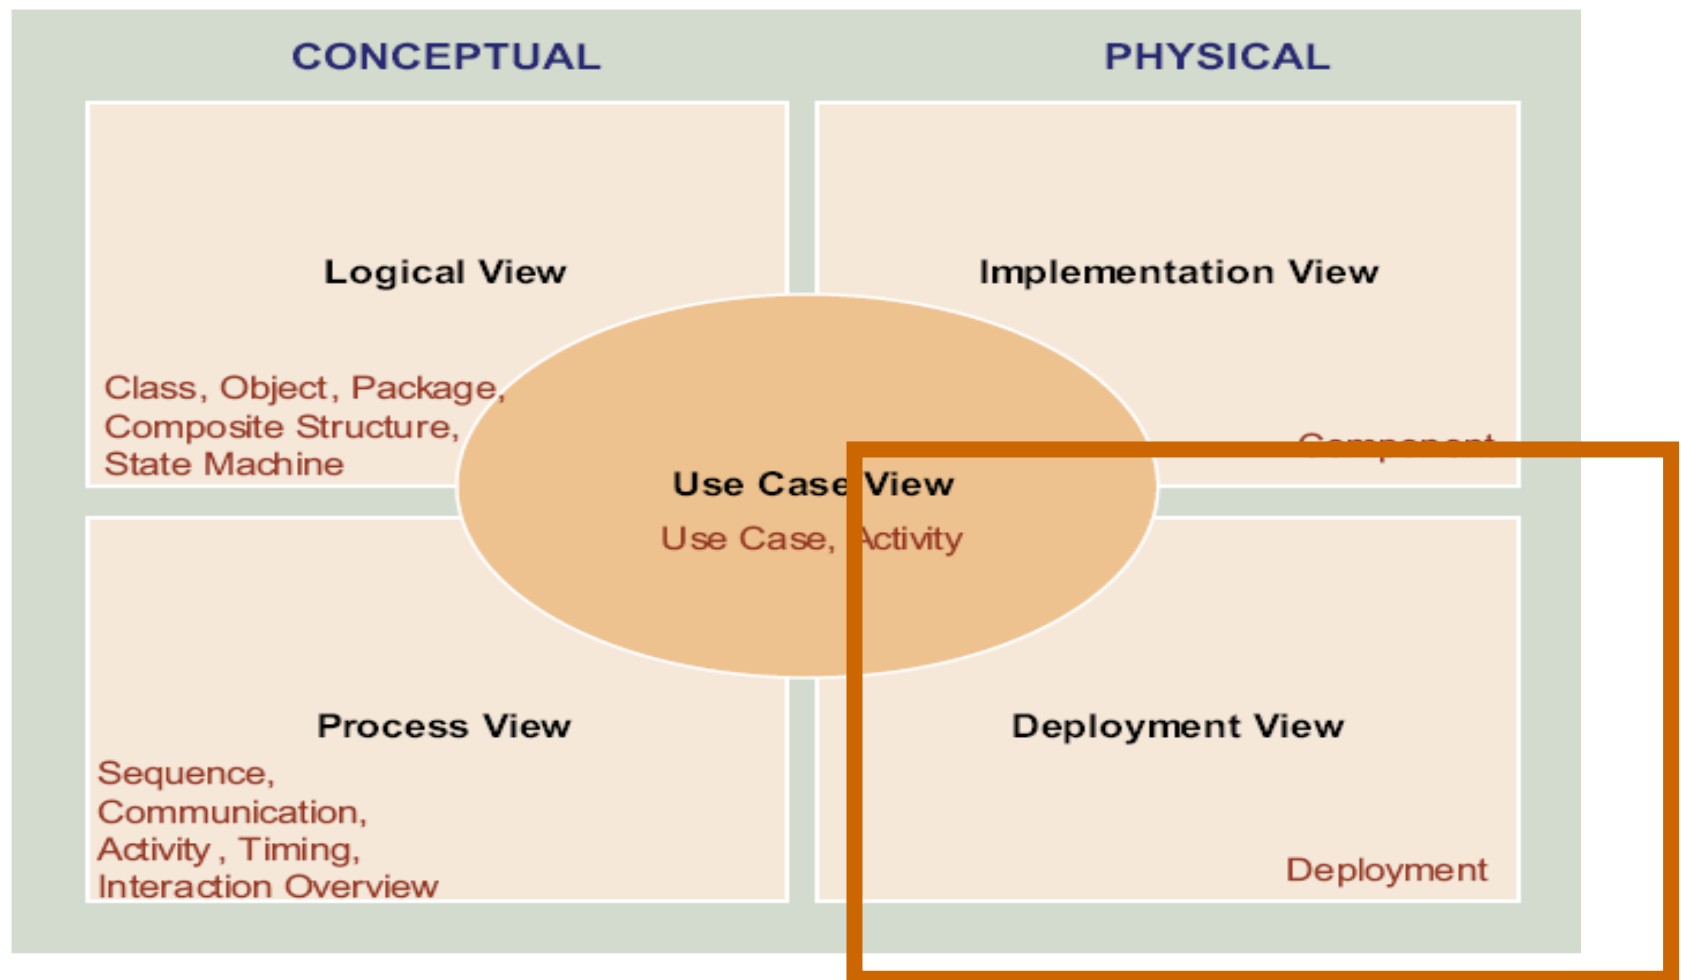 CONCEPTUAL
PHYSICAL
Logical View
Class, Object, Package,
Composite Structure,
State Machine
Implementation View
Component
Use Case View
Use Case, Activity
Process View
Sequence,
Communication,
Activity, Timing,
Interaction Overview
Deployment View
Deployment